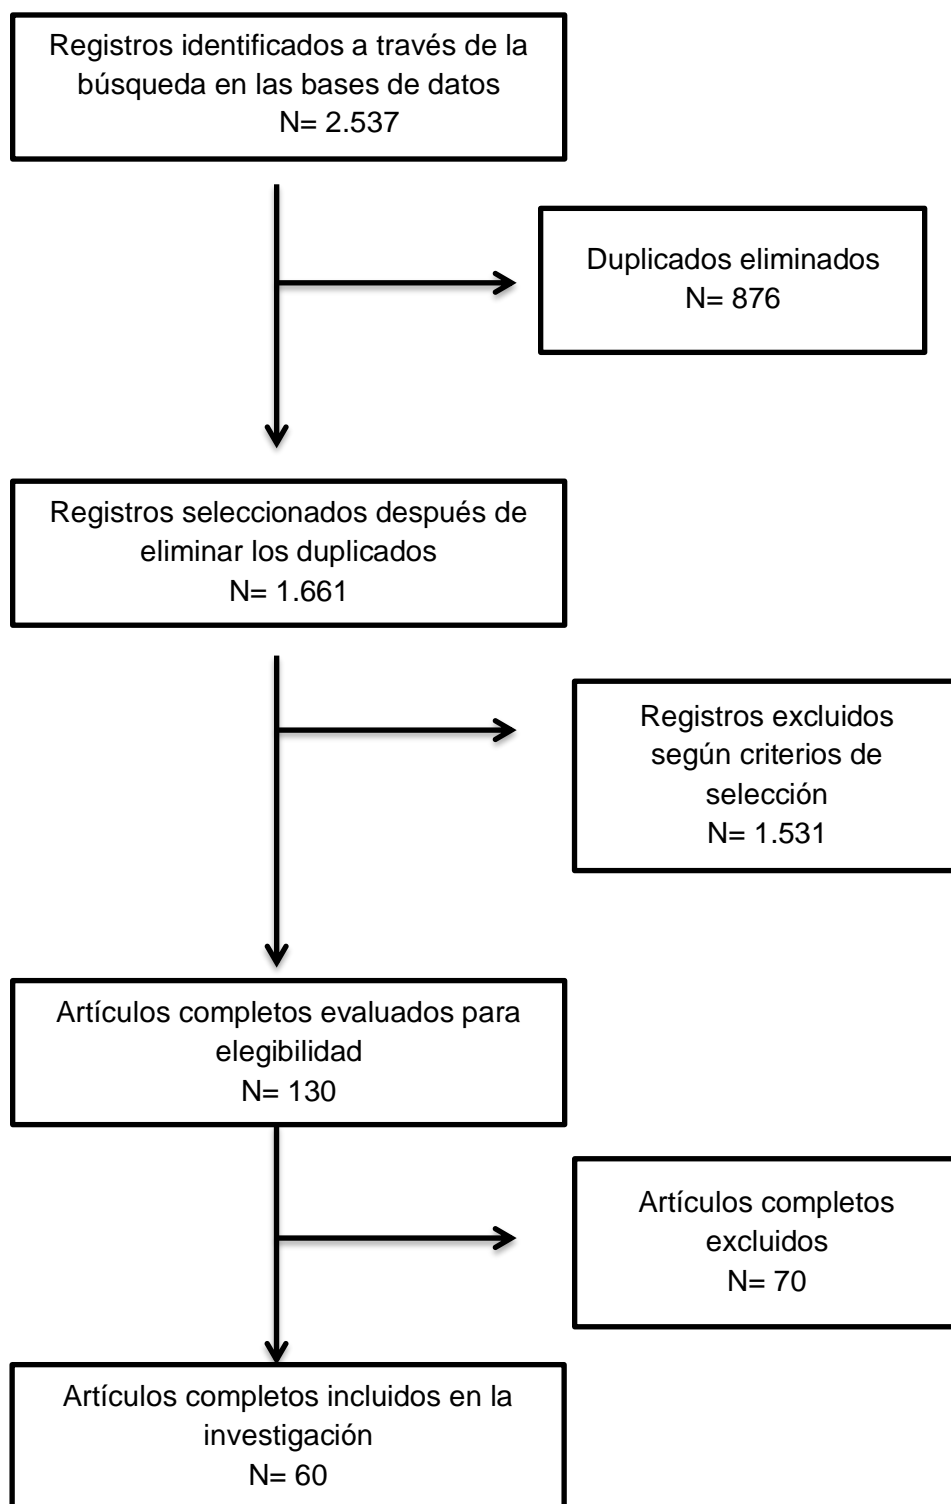 Registros identificados a través de la
búsqueda en las bases de datos
N= 2.537
Duplicados eliminados
N= 876
Registros seleccionados después de
eliminar los duplicados
N= 1.661
Registros excluidos
según criterios de
selección
N= 1.531
Artículos completos evaluados para
elegibilidad
N= 130
Artículos completos
excluidos
N= 70
Artículos completos incluidos en la
investigación
N= 60